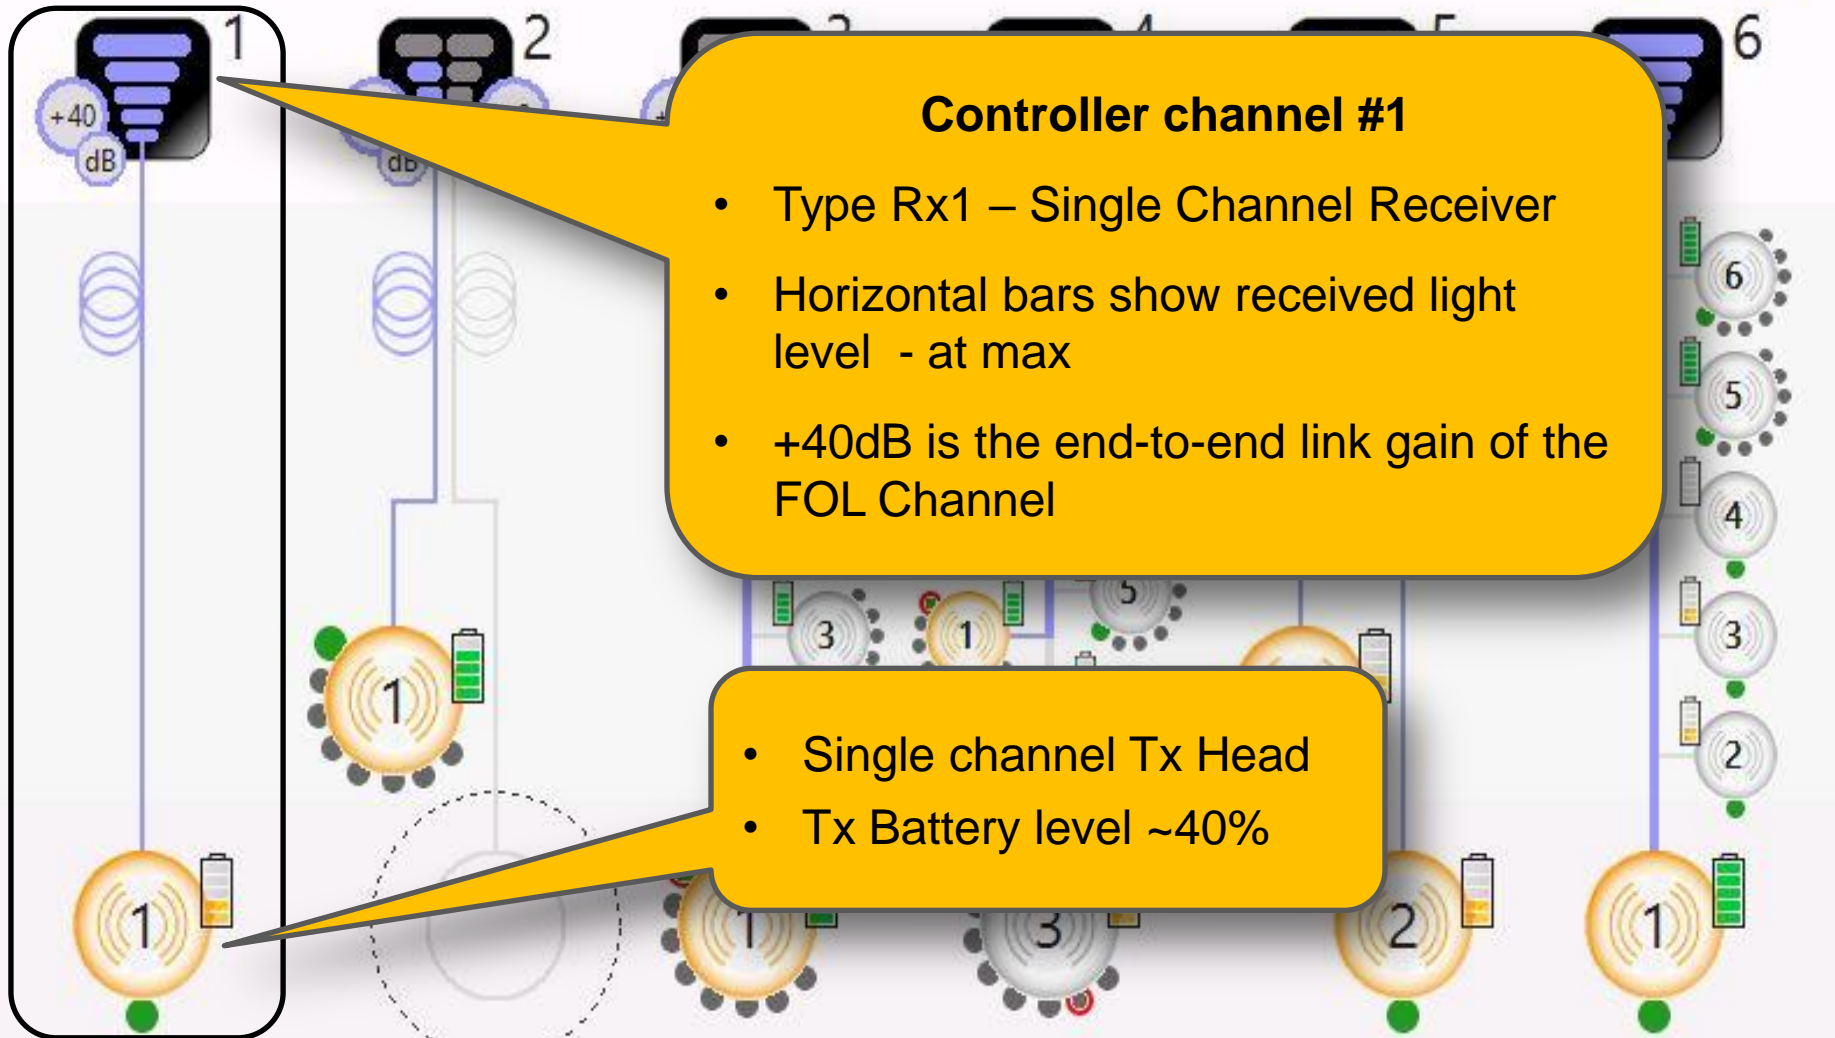 1
2
6
+40
dB
dB
Controller channel #1
• Type Rx1 – Single Channel Receiver
• Horizontal bars show received light
level - at max
• +40dB is the end-to-end link gain of the
FOL Channel
6
5
4
3
2
3
1
5
1
• Single channel Tx Head
• Tx Battery level ~40%
1
1
3
2
1